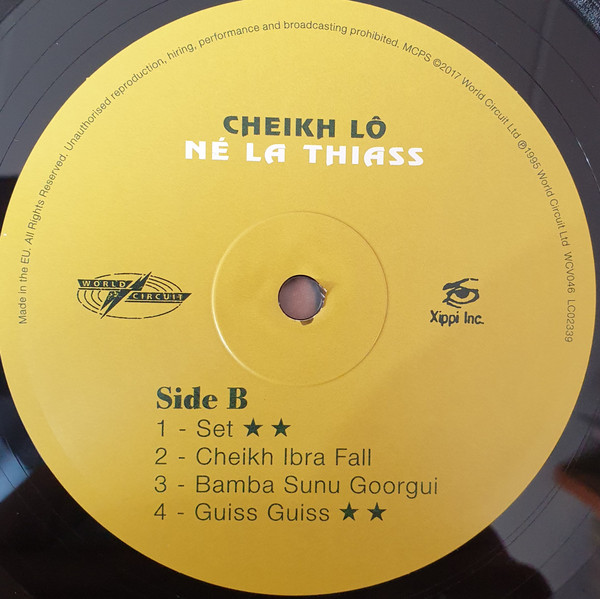 Made in the EU. All Rights Reserved. Unauthorised reproduction, hiring, performance and broadcasting prohibited. MCPS ©2017 World Circuit Ltd ℗1995 World Circuit Ltd WCV046 LC02339
CHEIKH LÔ
NÉ LA THIASS
WORLD CIRCUIT
Xippi Inc.
Side B
1 - Set ★ ★
2 - Cheikh Ibra Fall
3 - Bamba Sunu Goorgui
4 - Guiss Guiss ★ ★